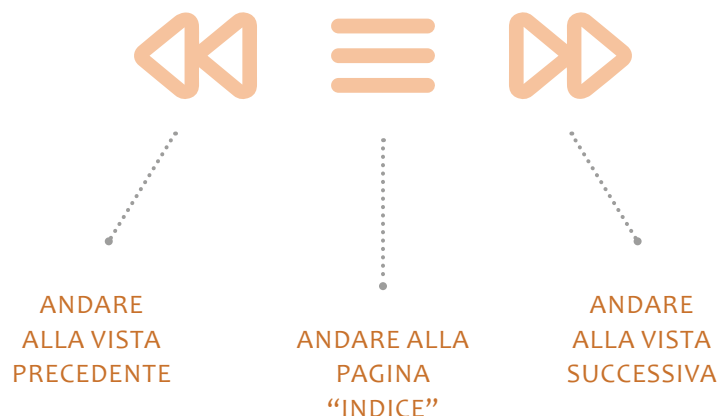 ANDARE
ALLA VISTA
PRECEDENTE
ANDARE ALLA
PAGINA
“INDICE”
ANDARE
ALLA VISTA
SUCCESSIVA